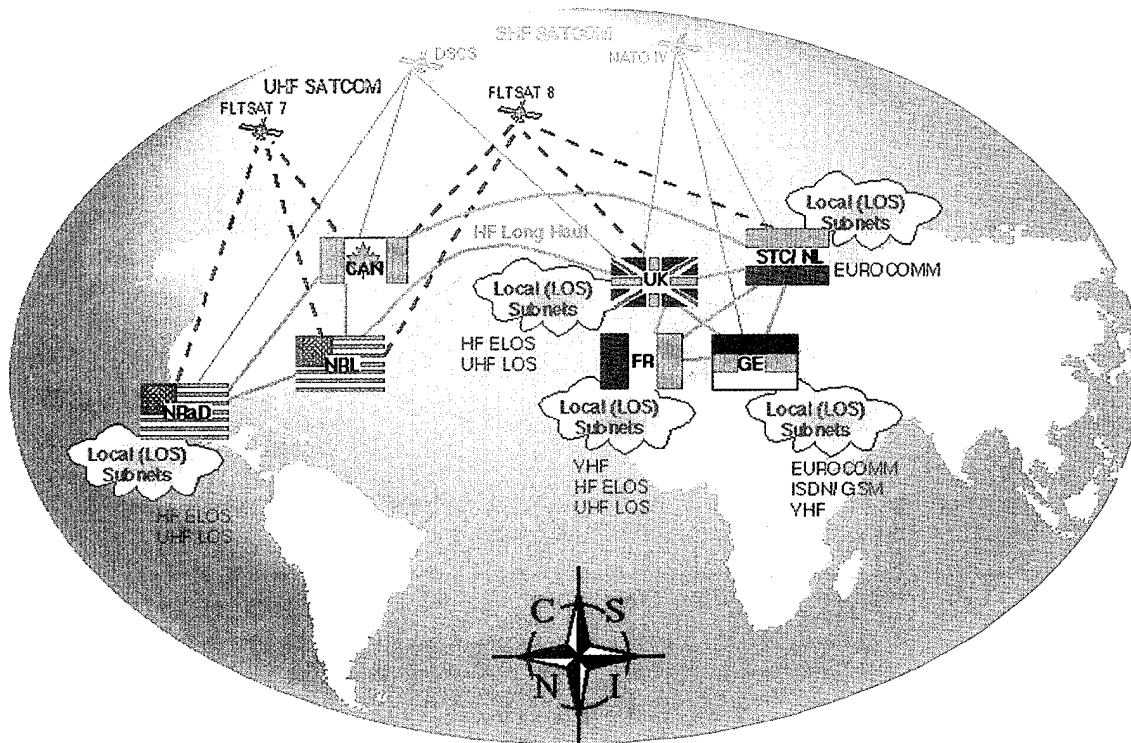 SHF SATCOM
DSCS
NATO IV
UHF SATCOM
FLTSAT 7
FLTSAT 8
Local (LOS)
Subnets
HF Long Haul
CAN
STC/ NL
EUROCOMM
UK
Local (LOS)
Subnets
HF ELOS
UHF LOS
NRL
FR
GE
NRaD
Local (LOS)
Subnets
Local (LOS)
Subnets
Local (LOS)
Subnets
VHF
HF ELOS
UHF LOS
EUROCOMM
ISDN/ GSM
VHF
HF ELOS
UHF LOS
C S
N I